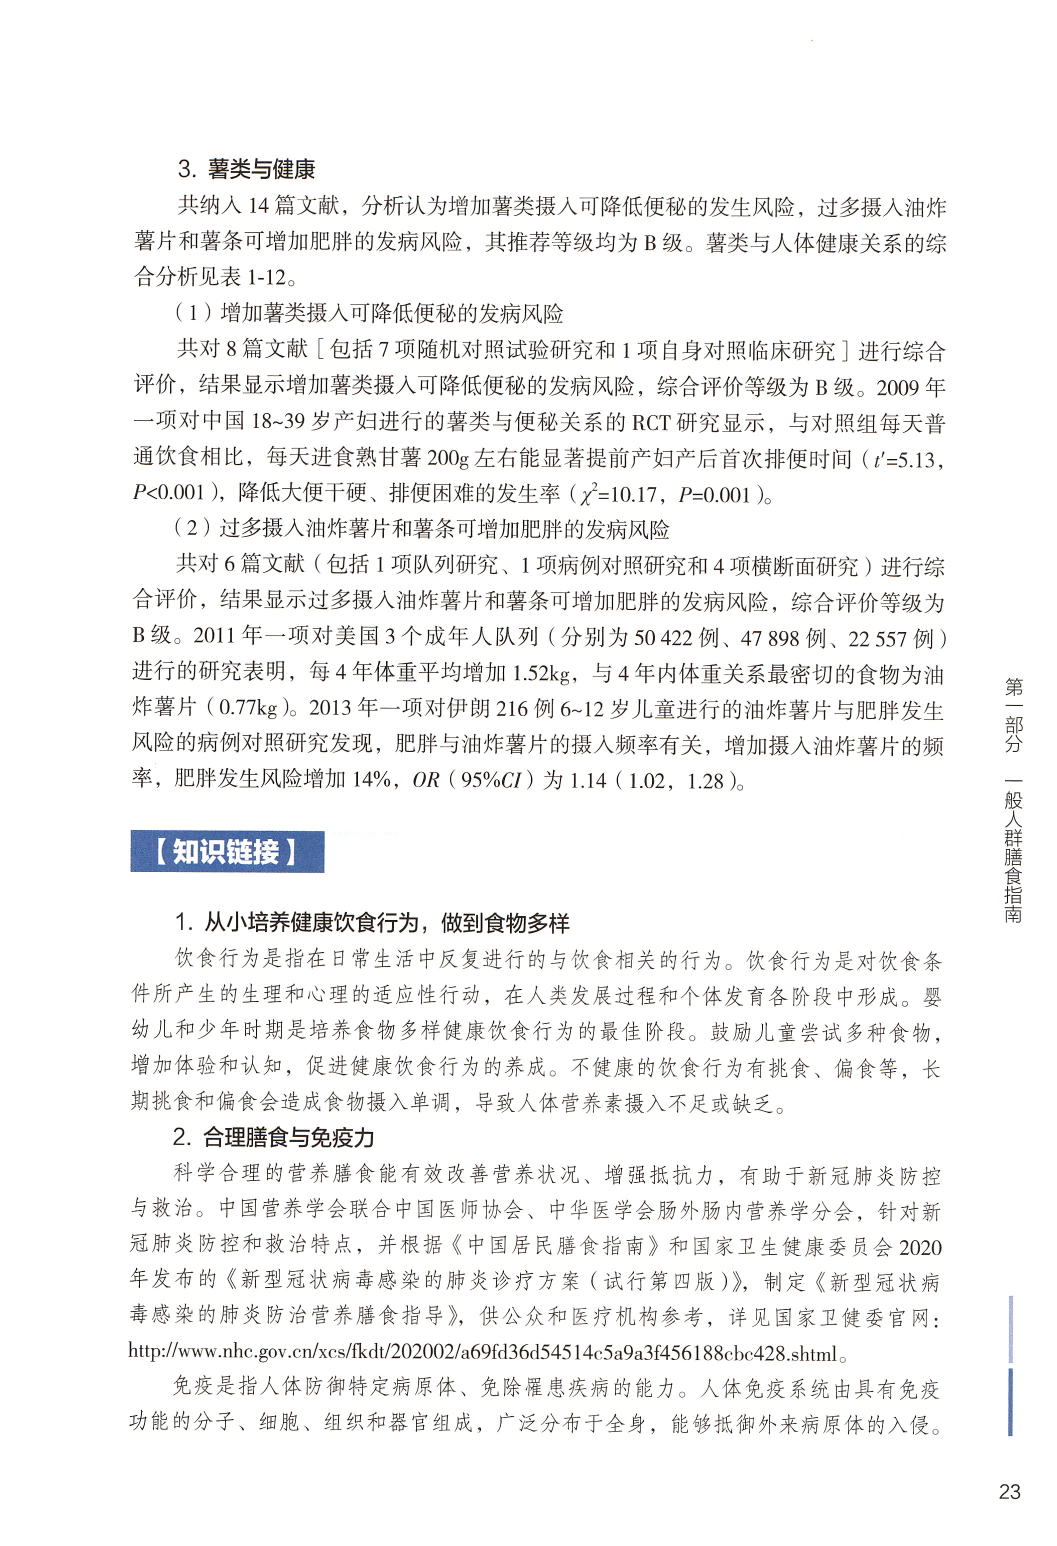 3. 薯类与健康
共纳入 14 篇文献，分析认为增加薯类摄入可降低便秘的发生风险，过多摄入油炸
薯片和薯条可增加肥胖的发病风险，其推荐等级均为 B 级。薯类与人体健康关系的综
合分析见表 1-12。
（1）增加薯类摄入可降低便秘的发病风险
共对 8 篇文献［包括 7 项随机对照试验研究和 1 项自身对照临床研究］进行综合
评价，结果显示增加薯类摄入可降低便秘的发病风险，综合评价等级为 B 级。2009 年
一项对中国 18~39 岁产妇进行的薯类与便秘关系的 RCT 研究显示，与对照组每天普
通饮食相比，每天进食熟甘薯 200g 左右能显著提前产妇产后首次排便时间（t′=5.13，
P<0.001），降低大便干硬、排便困难的发生率（χ²=10.17，P=0.001）。
（2）过多摄入油炸薯片和薯条可增加肥胖的发病风险
共对 6 篇文献（包括 1 项队列研究、1 项病例对照研究和 4 项横断面研究）进行综
合评价，结果显示过多摄入油炸薯片和薯条可增加肥胖的发病风险，综合评价等级为
B 级。2011 年一项对美国 3 个成年人队列（分别为 50 422 例、47 898 例、22 557 例）
进行的研究表明，每 4 年体重平均增加 1.52kg，与 4 年内体重关系最密切的食物为油
炸薯片（0.77kg）。2013 年一项对伊朗 216 例 6~12 岁儿童进行的油炸薯片与肥胖发生
风险的病例对照研究发现，肥胖与油炸薯片的摄入频率有关，增加摄入油炸薯片的频
率，肥胖发生风险增加 14%，OR（95%CI）为 1.14（1.02，1.28）。
【知识链接】
1. 从小培养健康饮食行为，做到食物多样
饮食行为是指在日常生活中反复进行的与饮食相关的行为。饮食行为是对饮食条
件所产生的生理和心理的适应性行动，在人类发展过程和个体发育各阶段中形成。婴
幼儿和少年时期是培养食物多样健康饮食行为的最佳阶段。鼓励儿童尝试多种食物，
增加体验和认知，促进健康饮食行为的养成。不健康的饮食行为有挑食、偏食等，长
期挑食和偏食会造成食物摄入单调，导致人体营养素摄入不足或缺乏。
2. 合理膳食与免疫力
科学合理的营养膳食能有效改善营养状况、增强抵抗力，有助于新冠肺炎防控
与救治。中国营养学会联合中国医师协会、中华医学会肠外肠内营养学分会，针对新
冠肺炎防控和救治特点，并根据《中国居民膳食指南》和国家卫生健康委员会 2020
年发布的《新型冠状病毒感染的肺炎诊疗方案（试行第四版）》，制定《新型冠状病
毒感染的肺炎防治营养膳食指导》，供公众和医疗机构参考，详见国家卫健委官网：
http://www.nhc.gov.cn/xcs/fkdt/202002/a69fd36d54514c5a9a3f456188cbc428.shtml。
免疫是指人体防御特定病原体、免除罹患疾病的能力。人体免疫系统由具有免疫
功能的分子、细胞、组织和器官组成，广泛分布于全身，能够抵御外来病原体的入侵。
第一部分 一般人群膳食指南
23